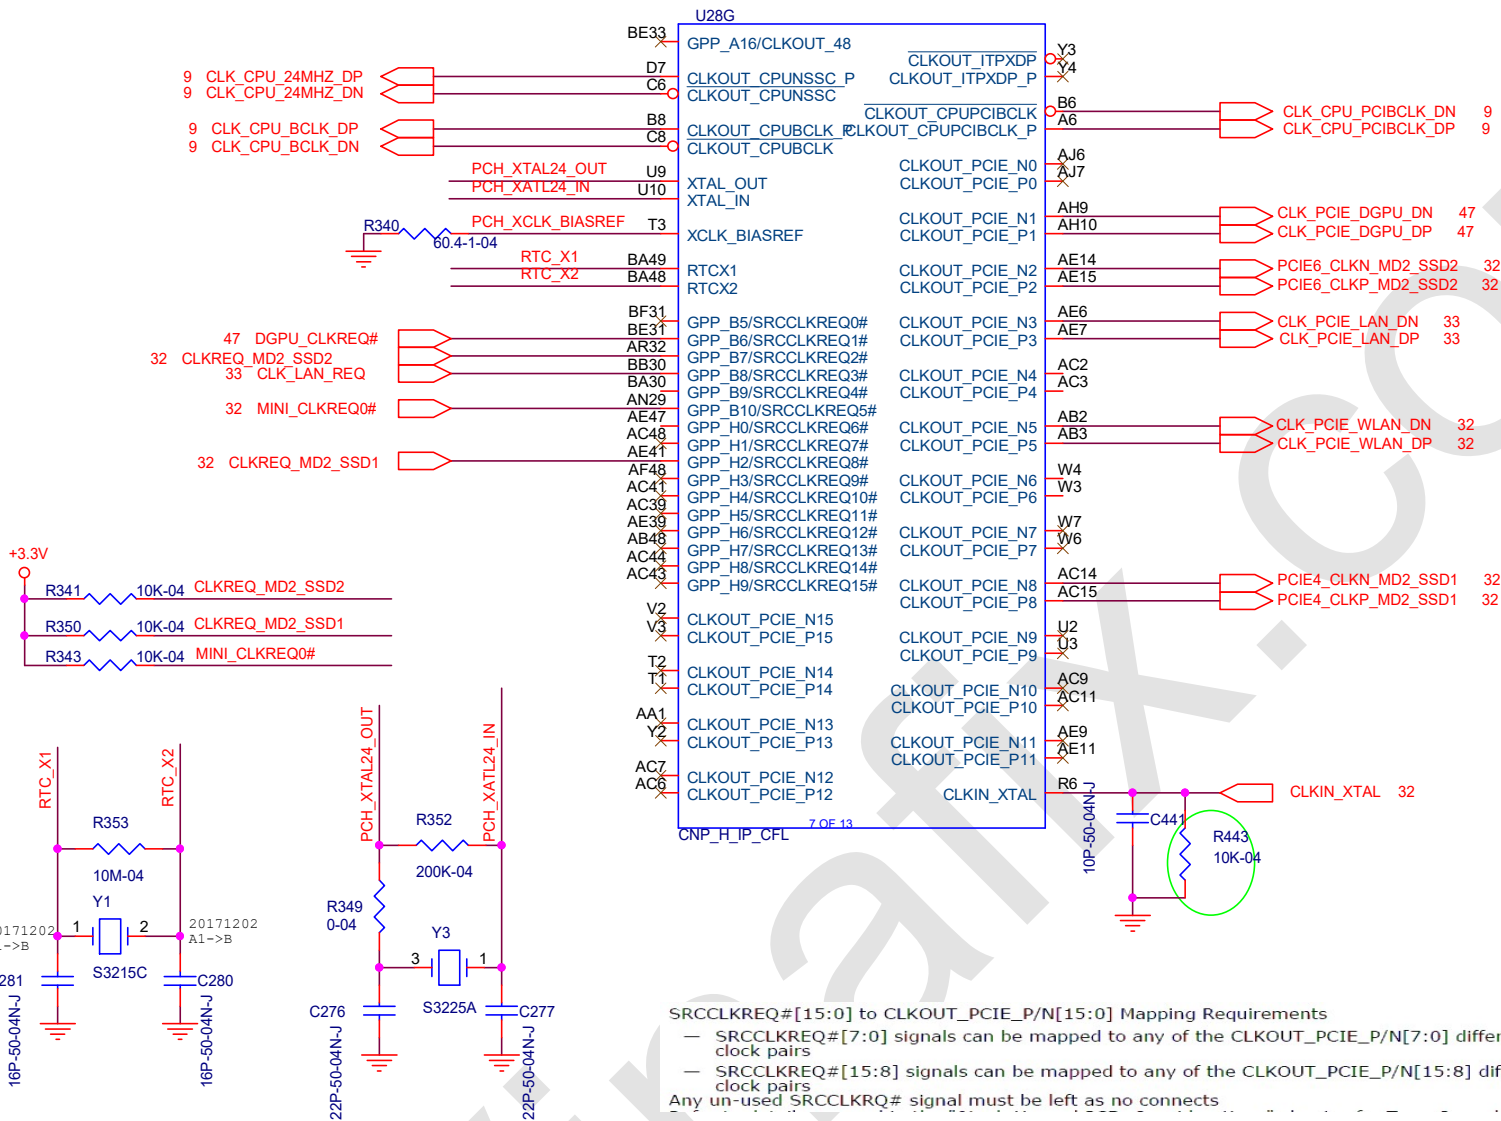 U28G
BE33 GPP_A16/CLKOUT_48
CLKOUT_ITPXDP Y3
CLKOUT_ITPXDP_P Y4
9 CLK_CPU_24MHZ_DP D7 CLKOUT_CPUNSSC_P
9 CLK_CPU_24MHZ_DN C6 CLKOUT_CPUNSSC
CLKOUT_CPUPCIBCLK B6 CLK_CPU_PCIBCLK_DN 9
CLKOUT_CPUPCIBCLK_P A6 CLK_CPU_PCIBCLK_DP 9
9 CLK_CPU_BCLK_DP B8 CLKOUT_CPUBCLK_P
9 CLK_CPU_BCLK_DN C8 CLKOUT_CPUBCLK
CLKOUT_PCIE_N0 AJ6
CLKOUT_PCIE_P0 AJ7
PCH_XTAL24_OUT U9 XTAL_OUT
PCH_XATL24_IN U10 XTAL_IN
CLKOUT_PCIE_N1 AH9 CLK_PCIE_DGPU_DN 47
CLKOUT_PCIE_P1 AH10 CLK_PCIE_DGPU_DP 47
R340 60.4-1-04 PCH_XCLK_BIASREF T3 XCLK_BIASREF
RTC_X1 BA49 RTCX1
RTC_X2 BA48 RTCX2
CLKOUT_PCIE_N2 AE14 PCIE6_CLKN_MD2_SSD2 32
CLKOUT_PCIE_P2 AE15 PCIE6_CLKP_MD2_SSD2 32
BF31 GPP_B5/SRCCLKREQ0#
47 DGPU_CLKREQ# BE31 GPP_B6/SRCCLKREQ1#
32 CLKREQ_MD2_SSD2 AR32 GPP_B7/SRCCLKREQ2#
33 CLK_LAN_REQ BB30 GPP_B8/SRCCLKREQ3#
BA30 GPP_B9/SRCCLKREQ4#
32 MINI_CLKREQ0# AN29 GPP_B10/SRCCLKREQ5#
AE47 GPP_H0/SRCCLKREQ6#
AC48 GPP_H1/SRCCLKREQ7#
32 CLKREQ_MD2_SSD1 AE41 GPP_H2/SRCCLKREQ8#
AF48 GPP_H3/SRCCLKREQ9#
AC41 GPP_H4/SRCCLKREQ10#
AC39 GPP_H5/SRCCLKREQ11#
AE39 GPP_H6/SRCCLKREQ12#
AB48 GPP_H7/SRCCLKREQ13#
AC44 GPP_H8/SRCCLKREQ14#
AC43 GPP_H9/SRCCLKREQ15#
CLKOUT_PCIE_N3 AE6 CLK_PCIE_LAN_DN 33
CLKOUT_PCIE_P3 AE7 CLK_PCIE_LAN_DP 33
CLKOUT_PCIE_N4 AC2
CLKOUT_PCIE_P4 AC3
CLKOUT_PCIE_N5 AB2 CLK_PCIE_WLAN_DN 32
CLKOUT_PCIE_P5 AB3 CLK_PCIE_WLAN_DP 32
CLKOUT_PCIE_N6 W4
CLKOUT_PCIE_P6 W3
CLKOUT_PCIE_N7 W7
CLKOUT_PCIE_P7 W6
CLKOUT_PCIE_N8 AC14 PCIE4_CLKN_MD2_SSD1 32
CLKOUT_PCIE_P8 AC15 PCIE4_CLKP_MD2_SSD1 32
CLKOUT_PCIE_N9 U2
CLKOUT_PCIE_P9 U3
CLKOUT_PCIE_N10 AC9
CLKOUT_PCIE_P10 AC11
CLKOUT_PCIE_N11 AE9
CLKOUT_PCIE_P11 AE11
CLKIN_XTAL R6 CLKIN_XTAL 32
V2 CLKOUT_PCIE_N15
V3 CLKOUT_PCIE_P15
T2 CLKOUT_PCIE_N14
T1 CLKOUT_PCIE_P14
AA1 CLKOUT_PCIE_N13
Y2 CLKOUT_PCIE_P13
AC7 CLKOUT_PCIE_N12
AC6 CLKOUT_PCIE_P12
CNP_H_IP_CFL 7 OF 13
+3.3V
R341 10K-04 CLKREQ_MD2_SSD2
R350 10K-04 CLKREQ_MD2_SSD1
R343 10K-04 MINI_CLKREQ0#
RTC_X1
RTC_X2
R353
10M-04
Y1
1 2
S3215C
20171202
A1->B
281
16P-50-04N-J
C280
16P-50-04N-J
PCH_XTAL24_OUT
PCH_XATL24_IN
R352
200K-04
R349
0-04
Y3
3 1
S3225A
C276
22P-50-04N-J
C277
22P-50-04N-J
10P-50-04N-J
C441
R443
10K-04
SRCCLKREQ#[15:0] to CLKOUT_PCIE_P/N[15:0] Mapping Requirements
— SRCCLKREQ#[7:0] signals can be mapped to any of the CLKOUT_PCIE_P/N[7:0] differ
clock pairs
— SRCCLKREQ#[15:8] signals can be mapped to any of the CLKOUT_PCIE_P/N[15:8] dif
clock pairs
Any un-used SRCCLKRQ# signal must be left as no connects